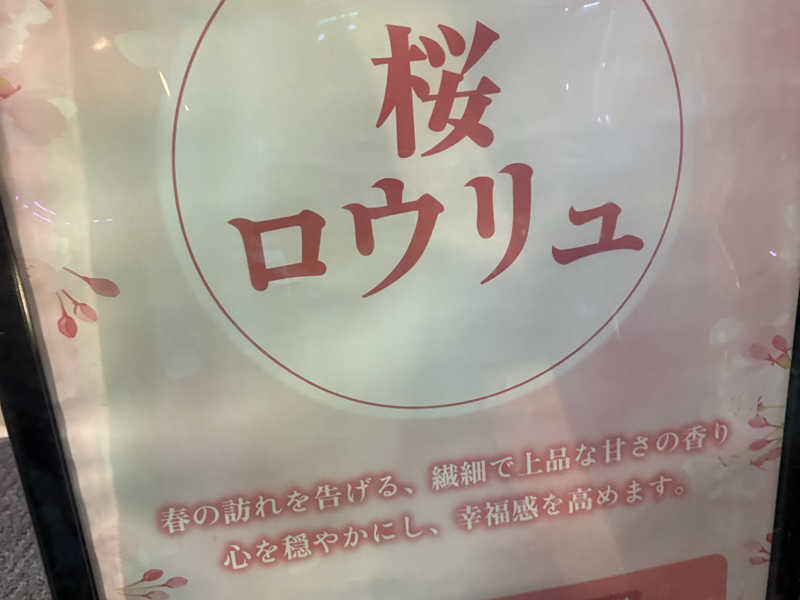 桜
ロウリュ
春の訪れを告げる、繊細で上品な甘さの香り
心を穏やかにし、幸福感を高めます。